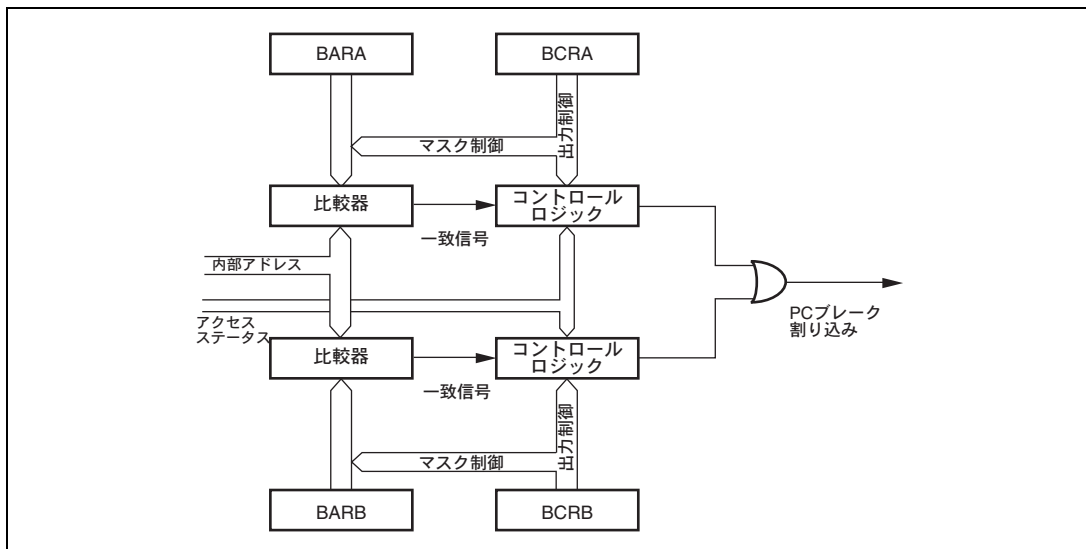 BARA
BCRA
出力制御
マスク制御
比較器
コントロール
ロジック
一致信号
内部アドレス
アクセス
ステータス
PCブレーク
割り込み
比較器
コントロール
ロジック
一致信号
出力制御
マスク制御
BARB
BCRB